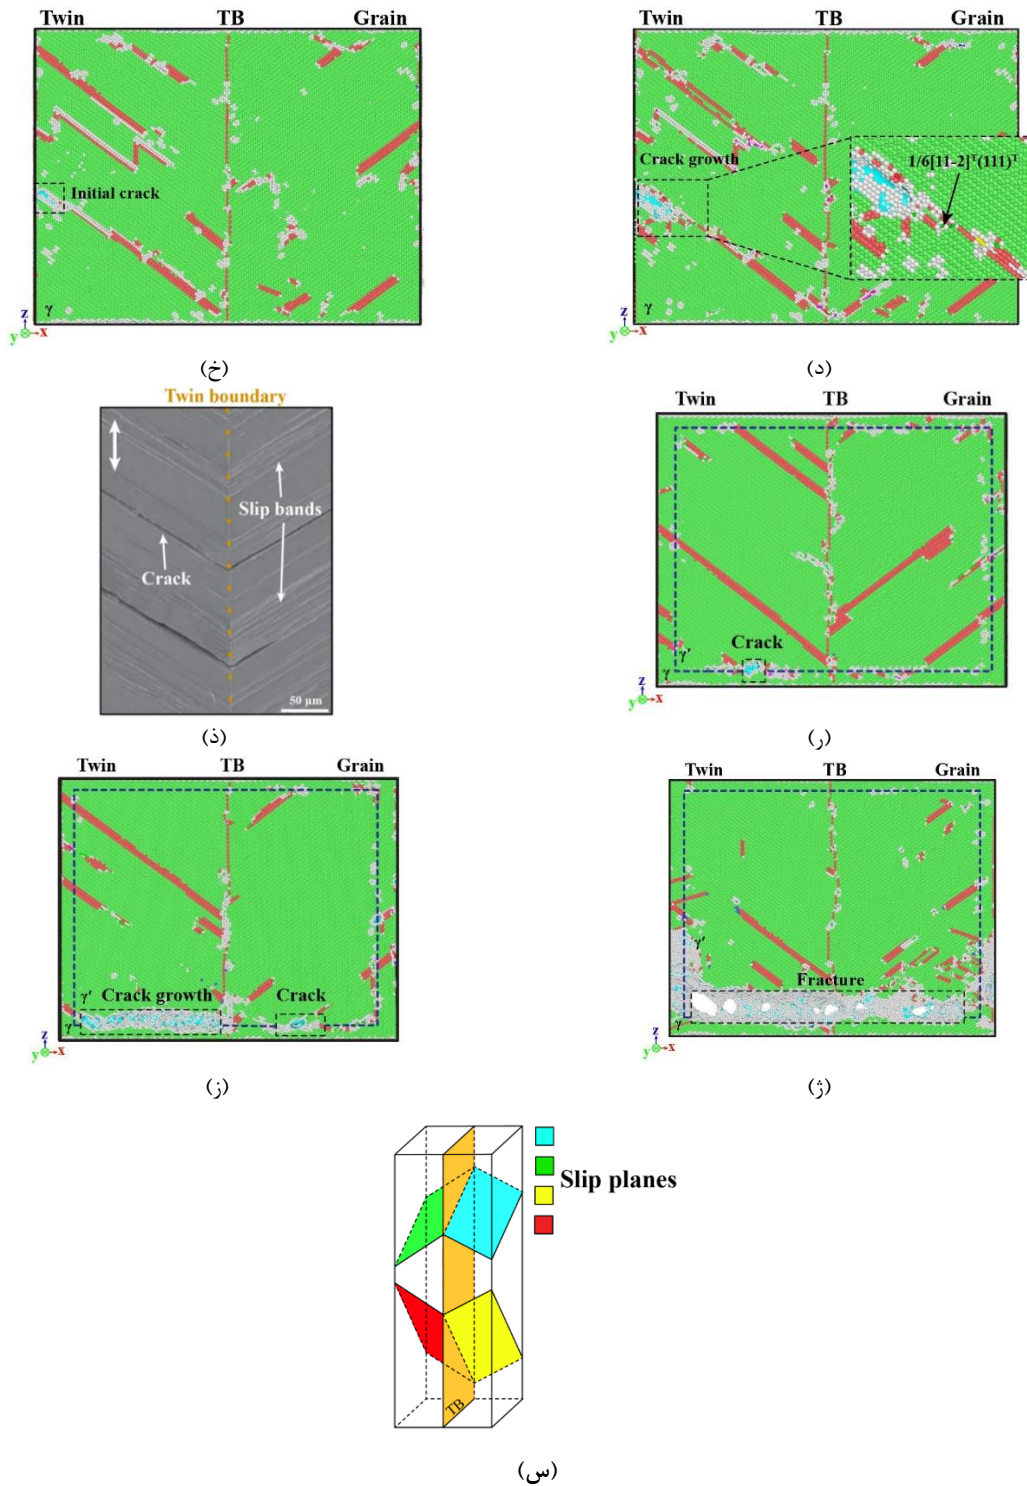 Twin TB Grain
Initial crack
γ
z
y x
(خ)
Twin TB Grain
Crack growth
1/6[11-2]ᵀ(111)ᵀ
γ
z
y x
(د)
Twin boundary
Slip bands
Crack
50 µm
(ذ)
Twin TB Grain
Crack
γ'
γ
z
y x
(ر)
Twin TB Grain
γ' Crack growth Crack
γ
z
y x
(ز)
Twin TB Grain
γ'
Fracture
γ
z
y x
(ژ)
Slip planes
TB
(س)